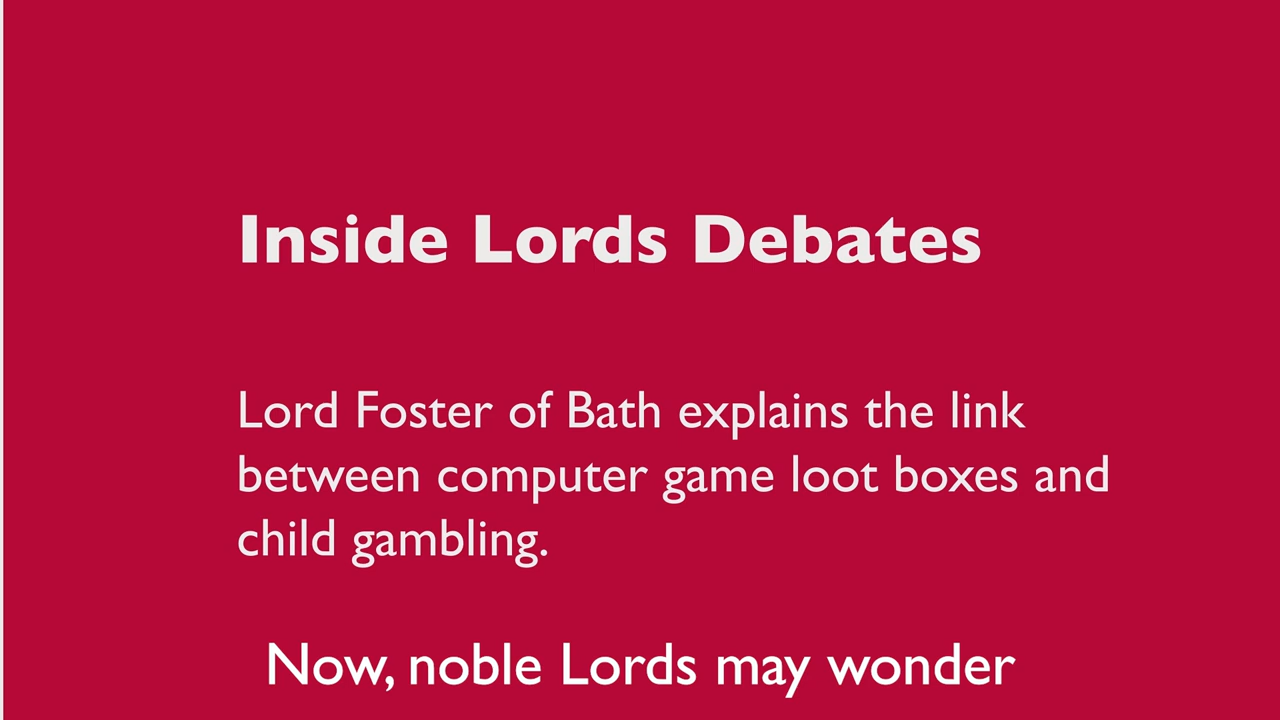 Inside Lords Debates
Lord Foster of Bath explains the link
between computer game loot boxes and
child gambling.
Now, noble Lords may wonder